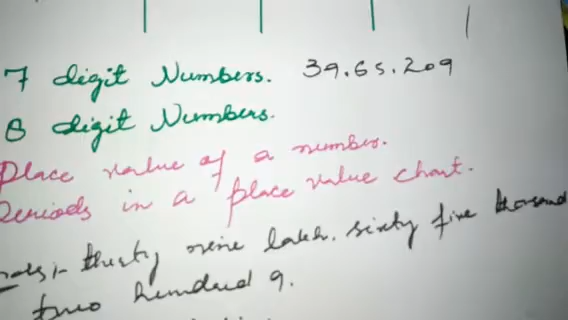 7 digit Numbers. 39.65.209
8 digit Numbers.
Place value of a number.
Periods in a place value chart.
thirty nine lakh. sixty five thousand
two hundred 9.